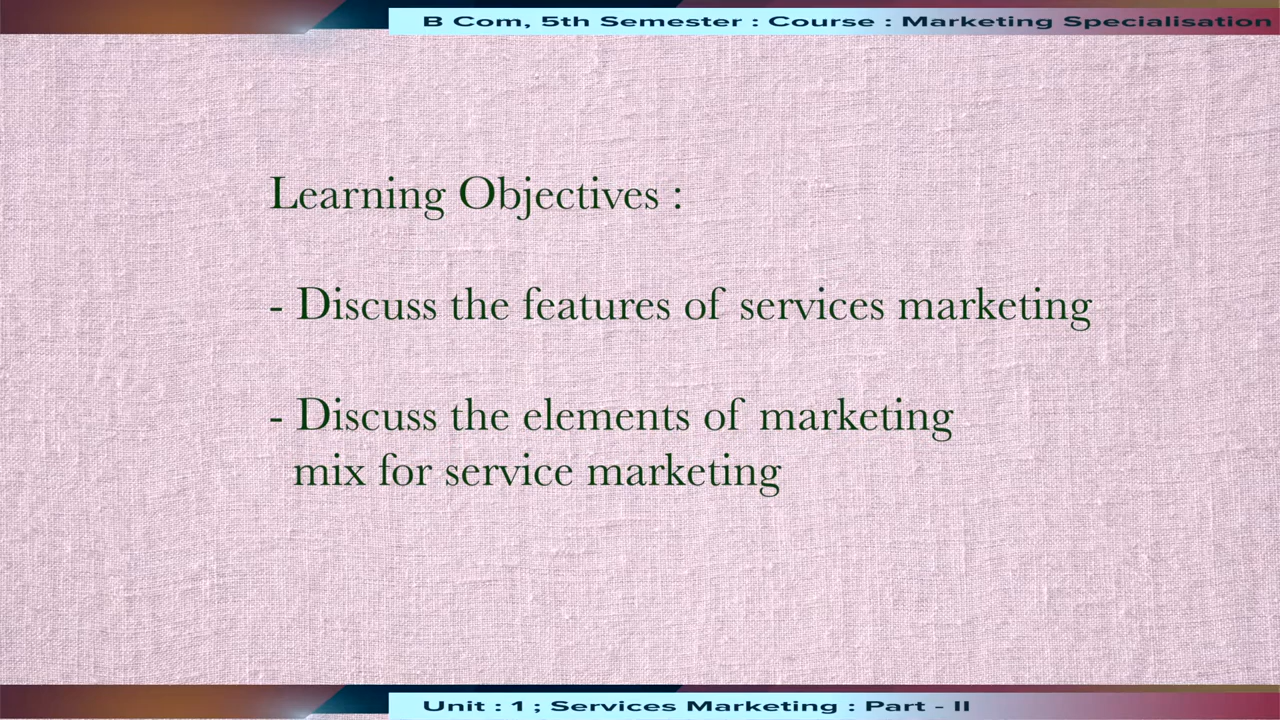 B Com, 5th Semester : Course : Marketing Specialisation
Learning Objectives :
- Discuss the features of services marketing
- Discuss the elements of marketing
mix for service marketing
Unit : 1 ; Services Marketing : Part - II